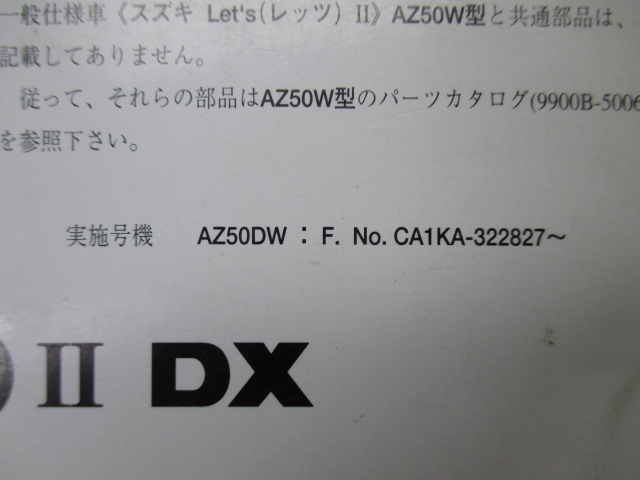 一般仕様車《スズキ Let's(レッツ) II》AZ50W型と共通部品は、
記載してありません。
従って、それらの部品はAZ50W型のパーツカタログ(9900B-5006
を参照下さい。
実施号機 AZ50DW : F. No. CA1KA-322827~
II DX